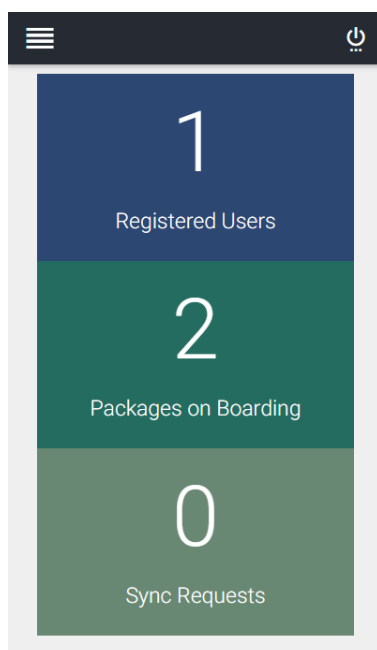 1
Registered Users
2
Packages on Boarding
0
Sync Requests